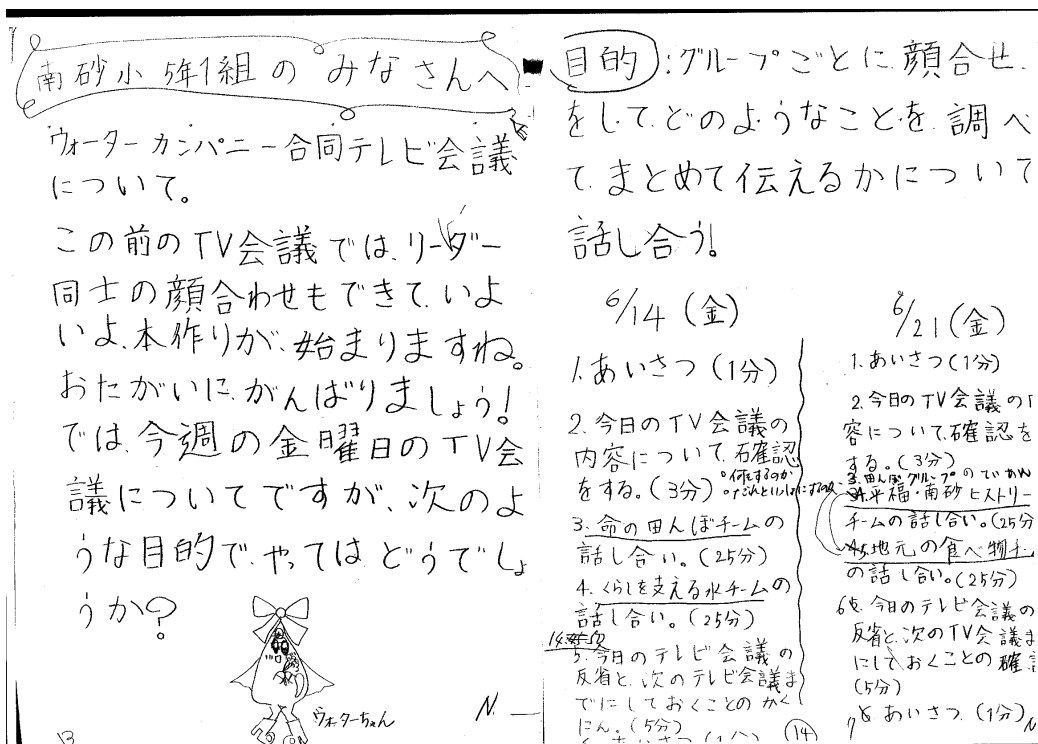 南砂小5年1組のみなさんへ
ウォーターカンパニー合同テレビ会議
について。
この前のTV会議では、リーダー
同士の顔合わせもできて、いよ
いよ、本作りが、始まりますね。
おたがいに、がんばりましょう!
では、今週の金曜日のTV会
議についてですが、次のよ
うな目的で、やってはどうでしょ
うか?
ウォーターちゃん
N.
13
目的:グループごとに、顔合せ、
をして、どのようなことを、調べ
て、まとめて伝えるかについて
話し合う!
6/14(金)
1.あいさつ(1分)
2.今日のTV会議の
内容について、確認
をする。(3分)
・何をするのか
3.命の田んぼチームの
話し合い。(25分)
4.くらしを支える水チームの
話し合い。(25分)
5.今日のテレビ会議の
反省と、次のテレビ会議ま
でにしておくことのかく
にん。(5分)
14
6/21(金)
1.あいさつ(1分)
2.今日のTV会議の
容について、確認を
する。(3分)
3.田んぼグループの
平福・南砂ヒストリー
チームの話し合い。(25分
地元の食べ物チ
の話し合い。(25分)
6.今日のテレビ会議の
反省と、次のTV会議ま
にしておくことの確
(5分)
7 あいさつ.(1分)